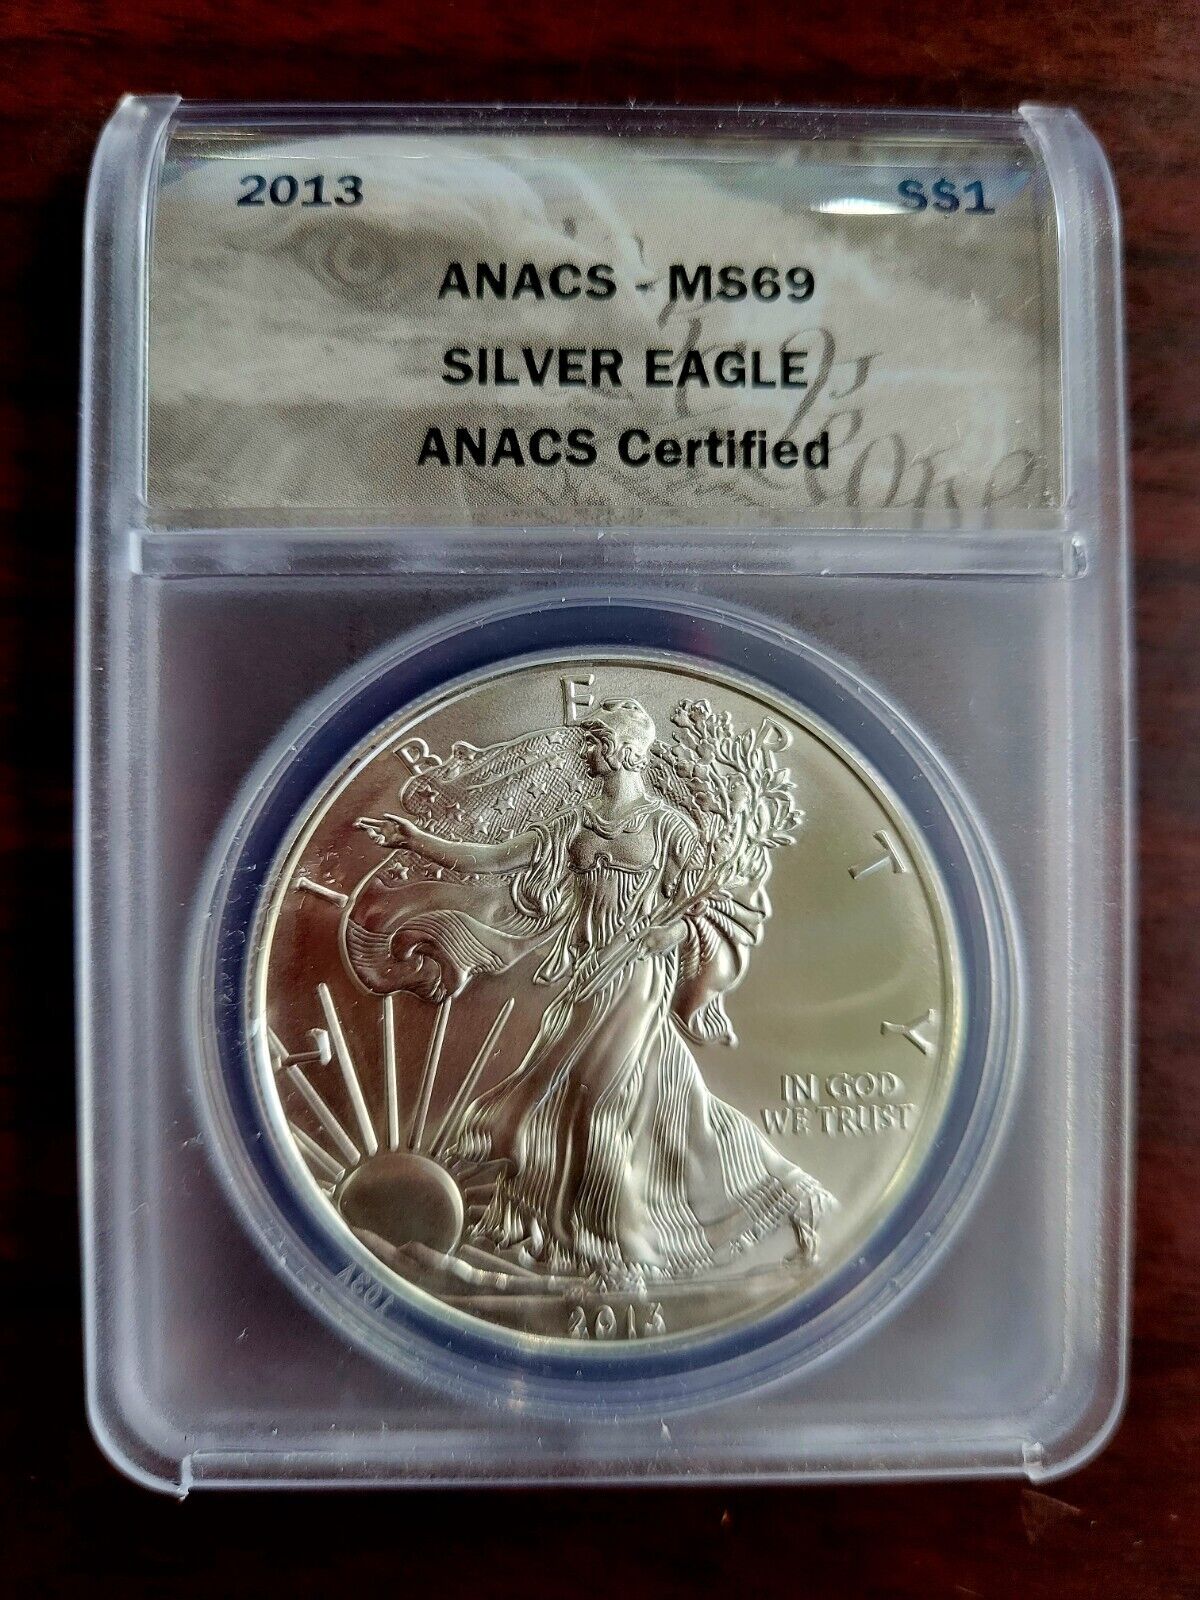 2013 S$1
ANACS - MS69
SILVER EAGLE
ANACS Certified
LIBERTY
IN GOD
WE TRUST
2013